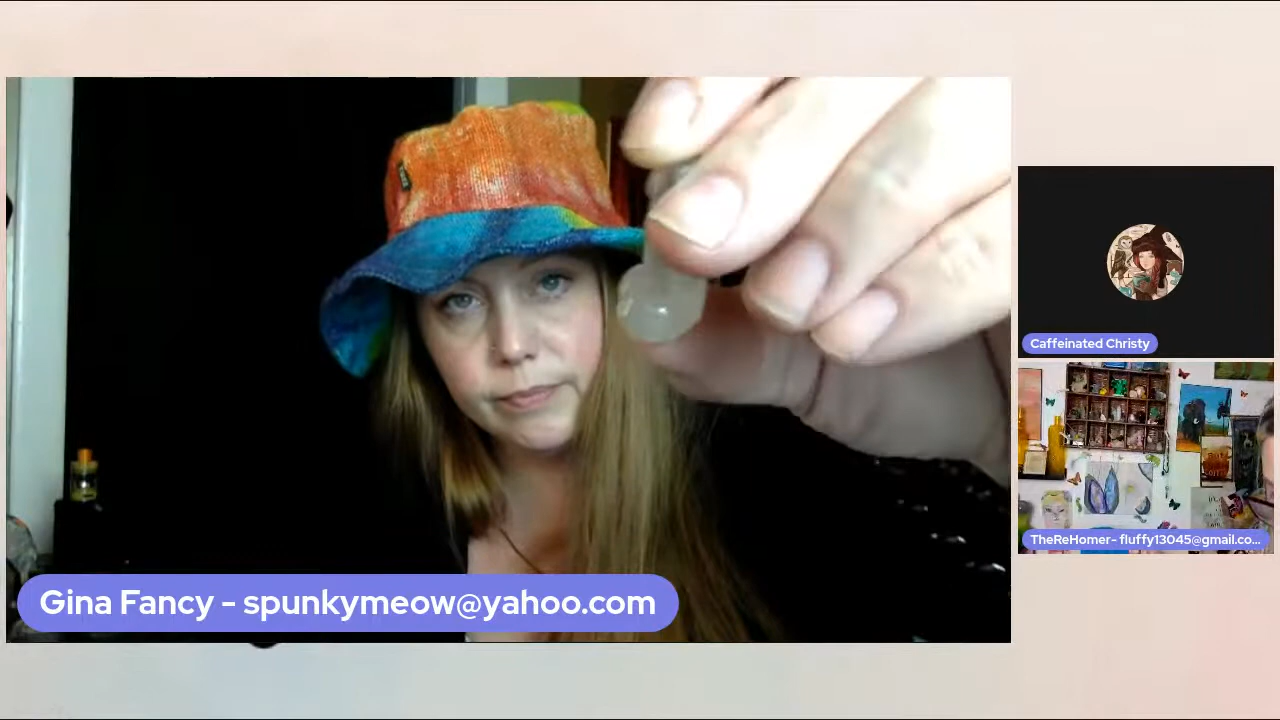 Gina Fancy - spunkymeow@yahoo.com
Caffeinated Christy
TheReHomer- fluffy13045@gmail.co...